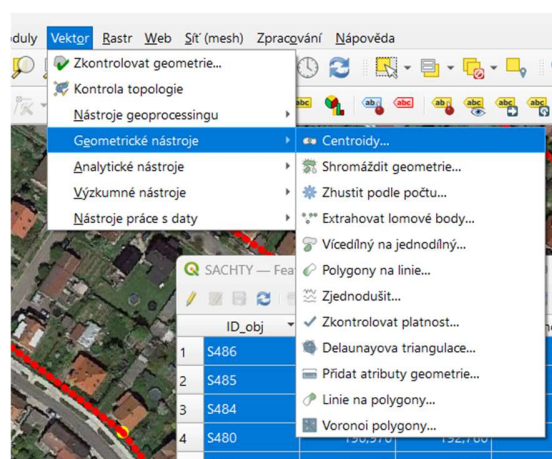 Vektor Rastr Web Síť (mesh) Zpracování Nápověda
Zkontrolovat geometrie...
Kontrola topologie
Nástroje geoprocessingu
Geometrické nástroje
Analytické nástroje
Výzkumné nástroje
Nástroje práce s daty
Centroidy...
Shromáždit geometrie...
Zhustit podle počtu...
Extrahovat lomové body...
Vícedílný na jednodílný...
Polygony na linie...
Zjednodušit...
Zkontrolovat platnost...
Delaunayova triangulace...
Přidat atributy geometrie...
Linie na polygony...
Voronoi polygony...
SACHTY — Fea
ID_obj
1 S486
2 S485
3 S484
4 S480